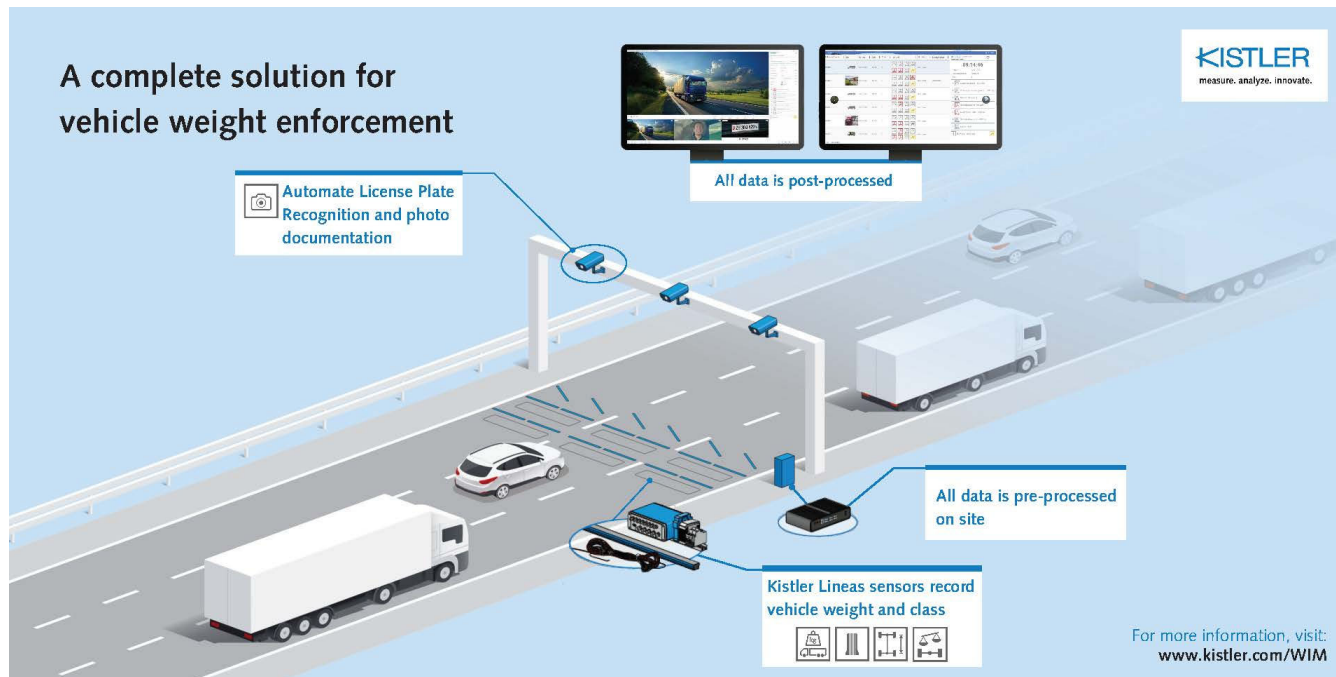 A complete solution for
vehicle weight enforcement
KISTLER
measure. analyze. innovate.
All data is post-processed
Automate License Plate
Recognition and photo
documentation
All data is pre-processed
on site
Kistler Lineas sensors record
vehicle weight and class
kg
For more information, visit:
www.kistler.com/WIM